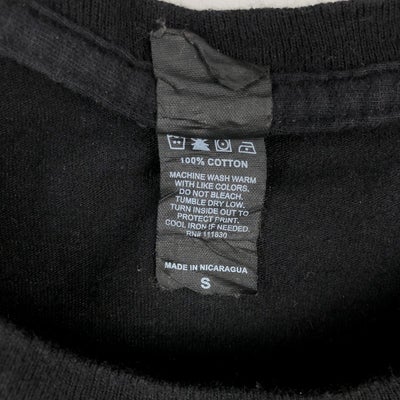 100% COTTON
MACHINE WASH WARM
WITH LIKE COLORS.
DO NOT BLEACH.
TUMBLE DRY LOW.
TURN INSIDE OUT TO
PROTECT PRINT.
COOL IRON IF NEEDED.
RN# 111830
MADE IN NICARAGUA
S